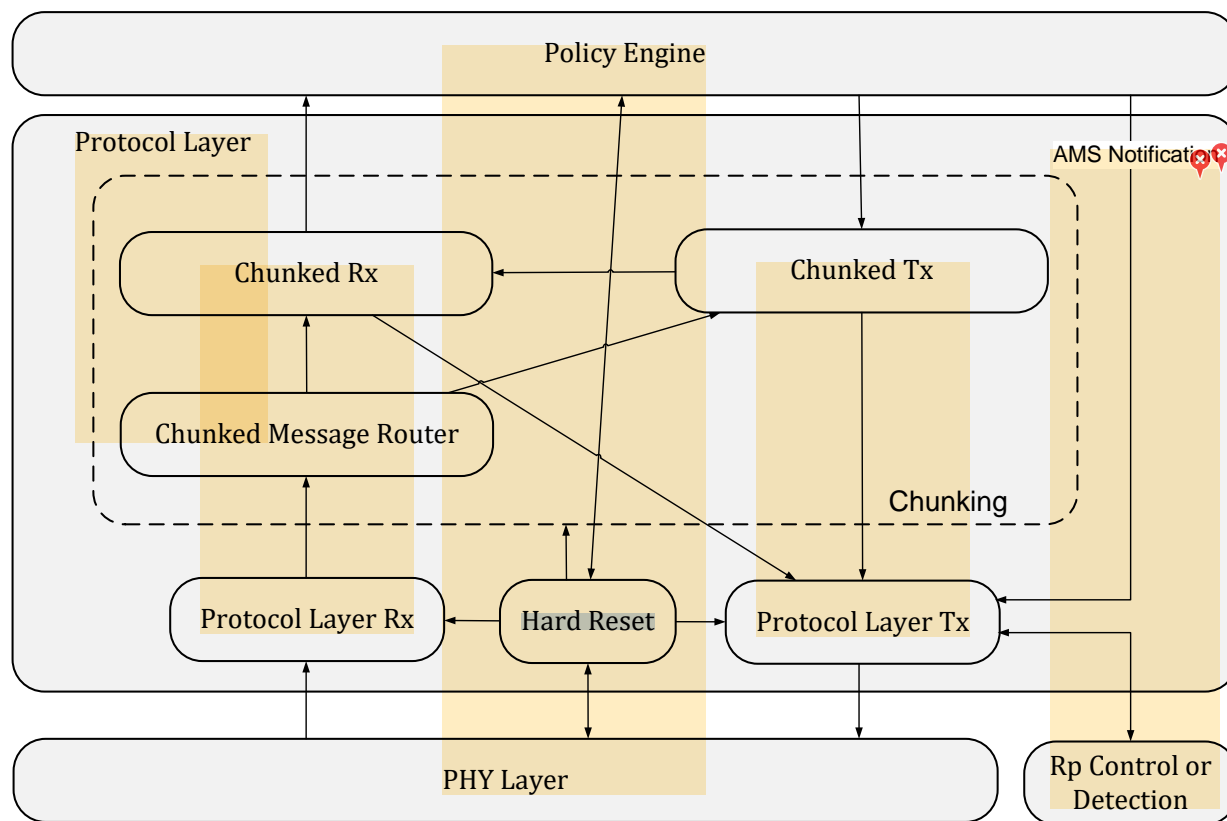 Policy Engine
Protocol Layer
AMS Notification
Chunked Rx
Chunked Tx
Chunked Message Router
Chunking
Protocol Layer Rx
Hard Reset
Protocol Layer Tx
PHY Layer
Rp Control or
Detection